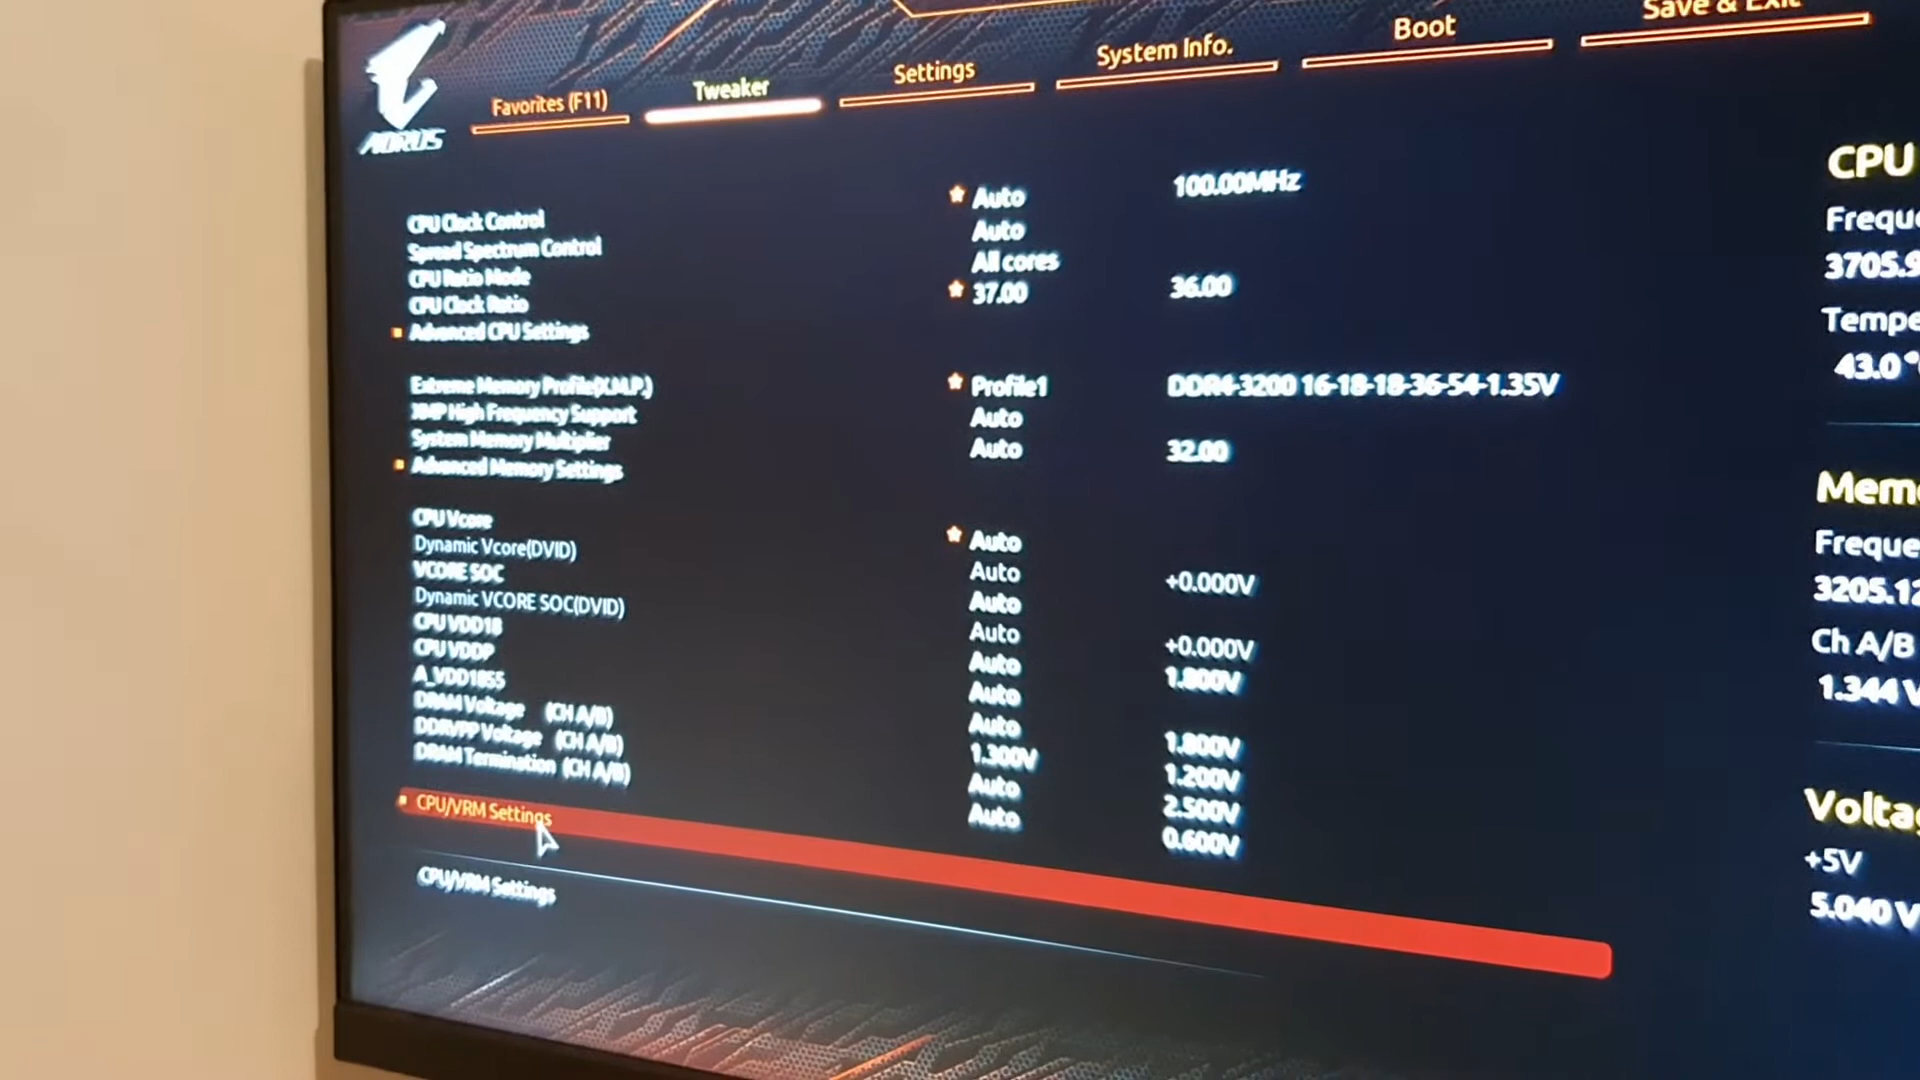 AORUS
Favorites (F11)
Tweaker
Settings
System Info.
Boot
Save & Exit
CPU Clock Control Auto 100.00MHz
Spread Spectrum Control Auto
CPU Ratio Mode All cores
CPU Clock Ratio 37.00 36.00
Advanced CPU Settings
Extreme Memory Profile(X.M.P.) Profile1 DDR4-3200 16-18-18-36-54-1.35V
XMP High Frequency Support Auto
System Memory Multiplier Auto 32.00
Advanced Memory Settings
CPU Vcore Auto
Dynamic Vcore(DVID) Auto +0.000V
VCORE SOC Auto
Dynamic VCORE SOC(DVID) Auto +0.000V
CPU VDD18 Auto 1.800V
CPU VDDP Auto
A_VDD18S5 Auto 1.800V
DRAM Voltage (CH A/B) 1.300V 1.200V
DDRVPP Voltage (CH A/B) Auto 2.500V
DRAM Termination (CH A/B) Auto 0.600V
CPU/VRM Settings
CPU/VRM Settings
CPU
Frequ
3705.9
Tempe
43.0 °
Mem
Freque
3205.12
Ch A/B
1.344 V
Volta
+5V
5.040 V